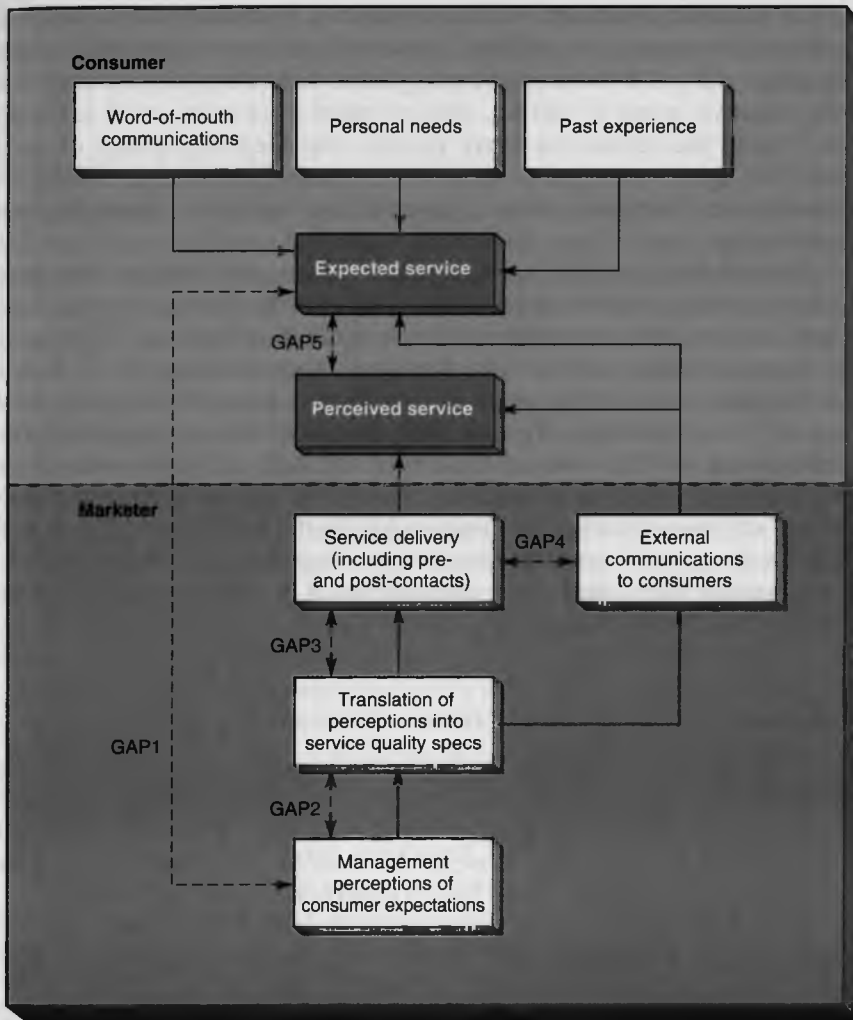 Consumer
Word-of-mouth
communications
Personal needs
Past experience
Expected service
GAP5
Perceived service
Marketer
Service delivery
(including pre-
and post-contacts)
GAP4
External
communications
to consumers
GAP3
Translation of
perceptions into
service quality specs
GAP1
GAP2
Management
perceptions of
consumer expectations